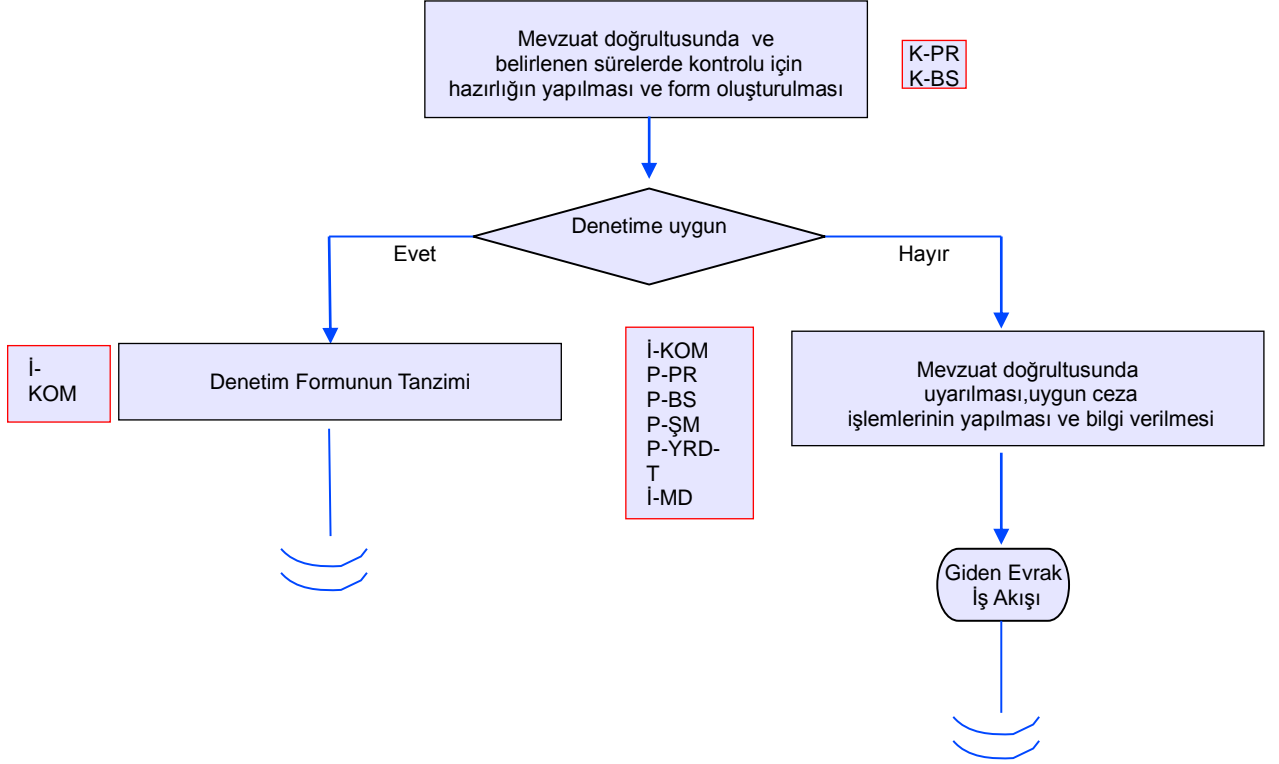 Mevzuat doğrultusunda ve
belirlenen sürelerde kontrolu için
hazırlığın yapılması ve form oluşturulması
K-PR
K-BS
Denetime uygun
Evet
Hayır
İ-
KOM
Denetim Formunun Tanzimi
İ-KOM
P-PR
P-BS
P-ŞM
P-YRD-
T
İ-MD
Mevzuat doğrultusunda
uyarılması,uygun ceza
işlemlerinin yapılması ve bilgi verilmesi
Giden Evrak
İş Akışı